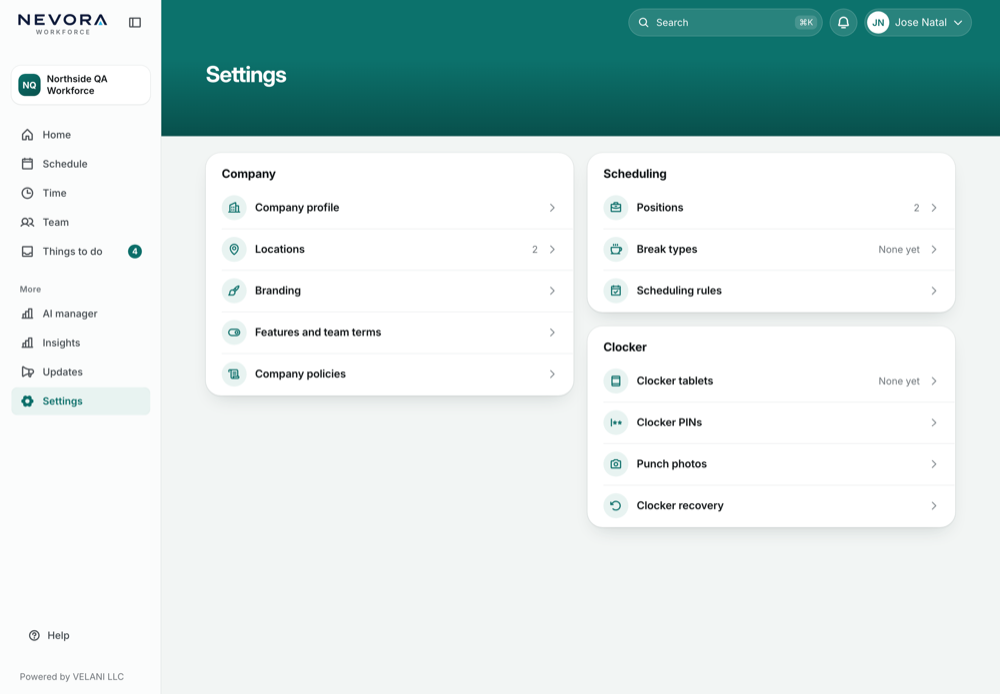 NEVORA
WORKFORCE
Search
⌘K
JN
Jose Natal
NQ
Northside QA
Workforce
Settings
Home
Schedule
Time
Team
Things to do
4
More
AI manager
Insights
Updates
Settings
Help
Powered by VELANI LLC
Company
Company profile
Locations
2
Branding
Features and team terms
Company policies
Scheduling
Positions
2
Break types
None yet
Scheduling rules
Clocker
Clocker tablets
None yet
Clocker PINs
Punch photos
Clocker recovery